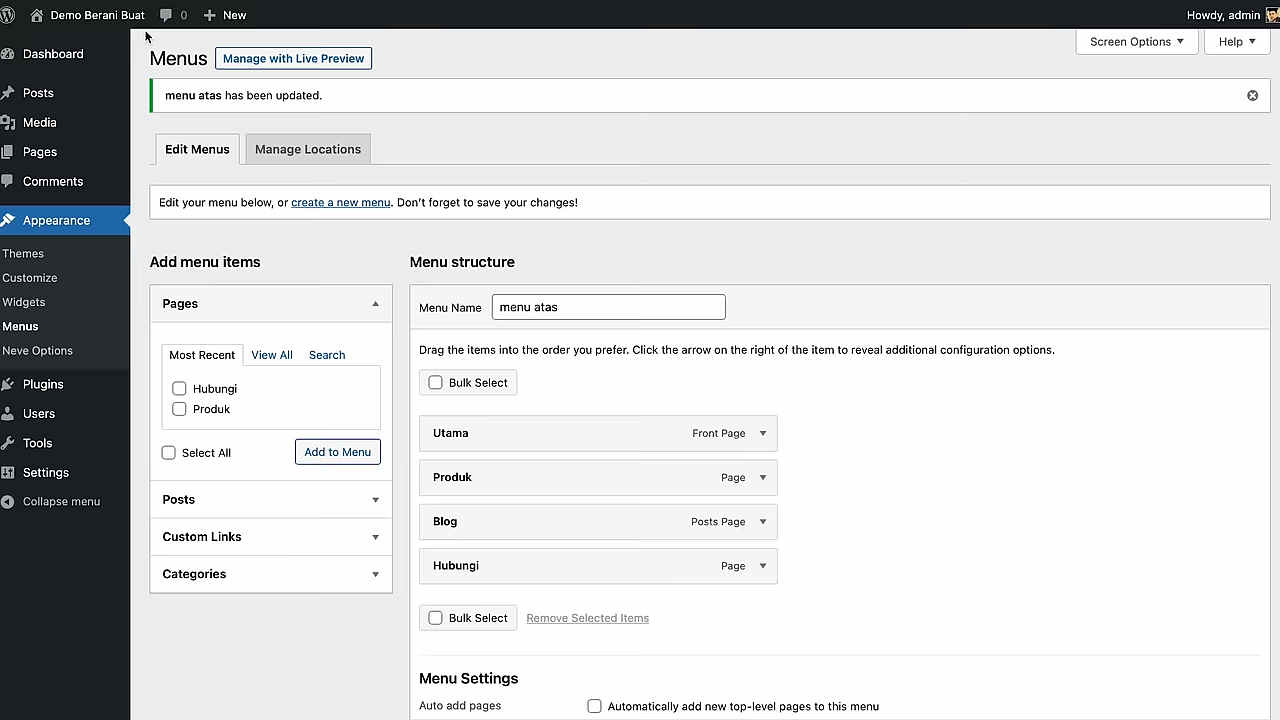 Demo Berani Buat 0 New Howdy, admin
Dashboard
Posts
Media
Pages
Comments
Appearance
Themes
Customize
Widgets
Menus
Neve Options
Plugins
Users
Tools
Settings
Collapse menu
Screen Options Help
Menus Manage with Live Preview
menu atas has been updated.
Edit Menus Manage Locations
Edit your menu below, or create a new menu. Don't forget to save your changes!
Add menu items
Pages
Most Recent View All Search
Hubungi
Produk
Select All Add to Menu
Posts
Custom Links
Categories
Menu structure
Menu Name menu atas
Drag the items into the order you prefer. Click the arrow on the right of the item to reveal additional configuration options.
Bulk Select
Utama Front Page
Produk Page
Blog Posts Page
Hubungi Page
Bulk Select Remove Selected Items
Menu Settings
Auto add pages Automatically add new top-level pages to this menu